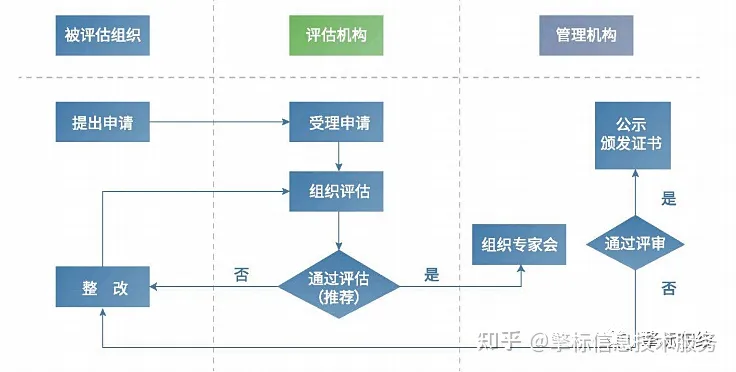 被评估组织
评估机构
管理机构
提出申请
受理申请
公示
颁发证书
组织评估
组织专家会
通过评审
是
整 改
否
通过评估
(推荐)
是
否
知乎 @擎标信息技术服务